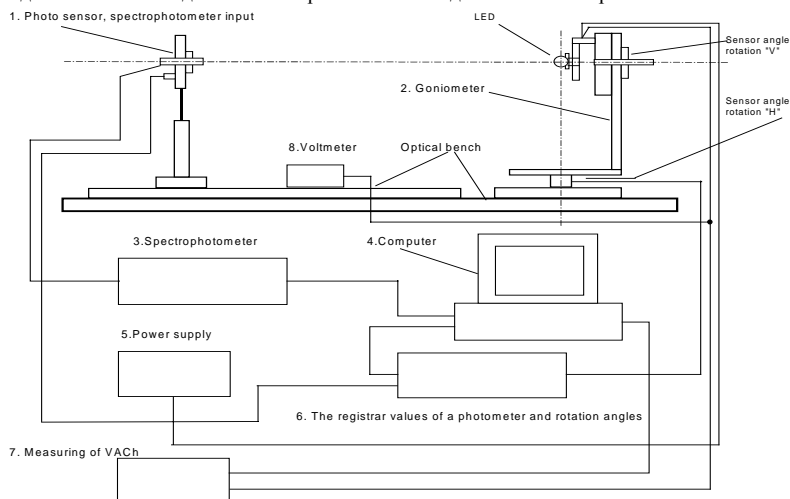 1. Photo sensor, spectrophotometer input
LED
Sensor angle
rotation "V"
2. Goniometer
Sensor angle
rotation "H"
8.Voltmeter
Optical bench
3.Spectrophotometer
4.Computer
5.Power supply
6. The registrar values of a photometer and rotation angles
7. Measuring of VACh